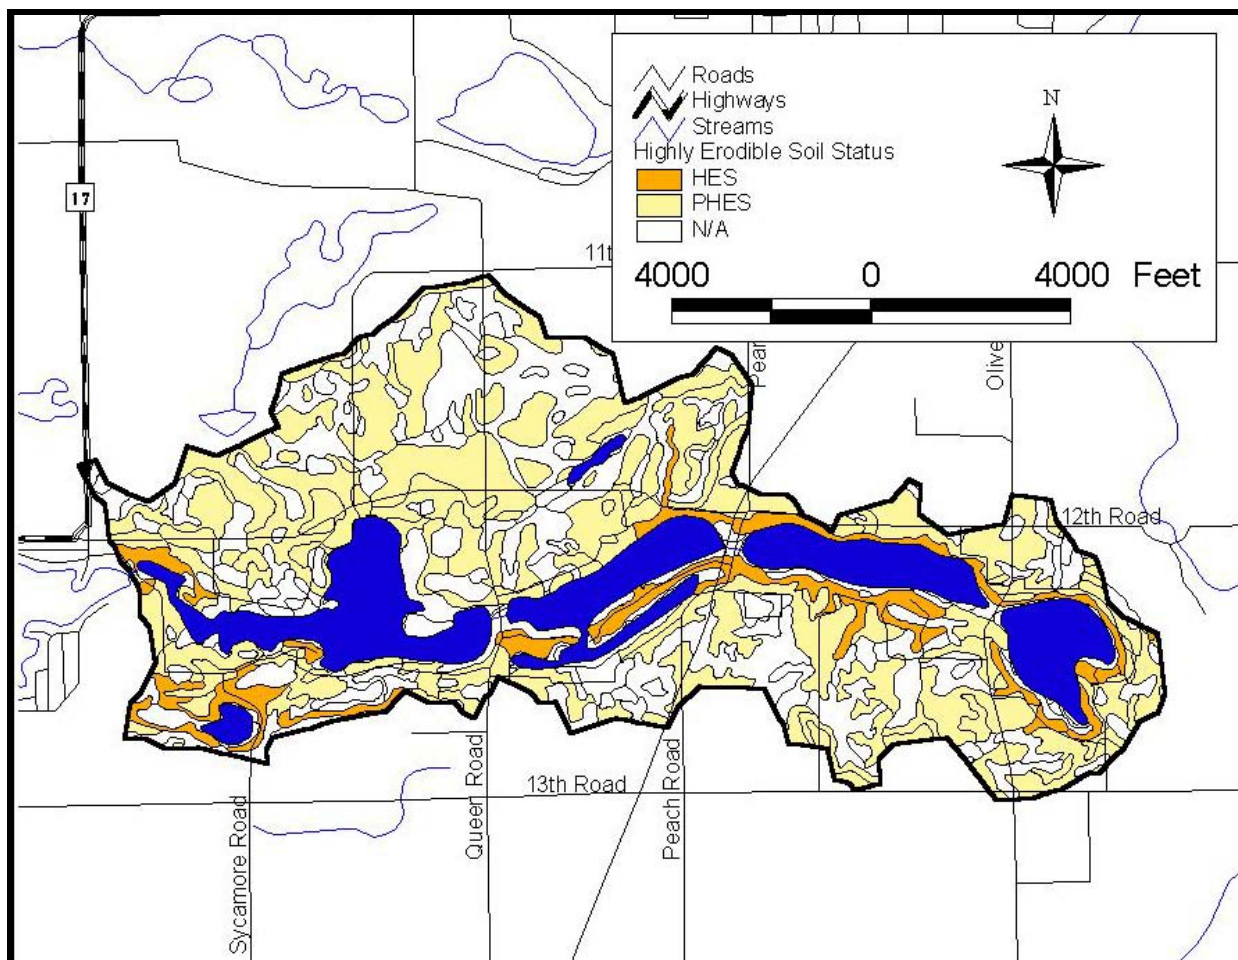 Roads
Highways
Streams
Highly Erodible Soil Status
HES
PHES
N/A
N
4000 0 4000 Feet
17
11t
Pear
Olive
12th Road
13th Road
Sycamore Road
Queen Road
Peach Road